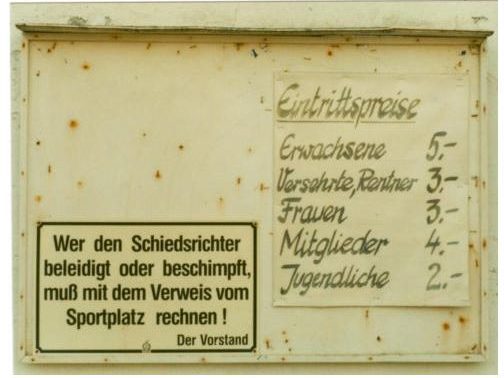 Eintrittspreise
Erwachsene 5.-
Versehrte, Rentner 3.-
Frauen 3.-
Mitglieder 4.-
Jugendliche 2.-
Wer den Schiedsrichter
beleidigt oder beschimpft,
muß mit dem Verweis vom
Sportplatz rechnen !
Der Vorstand